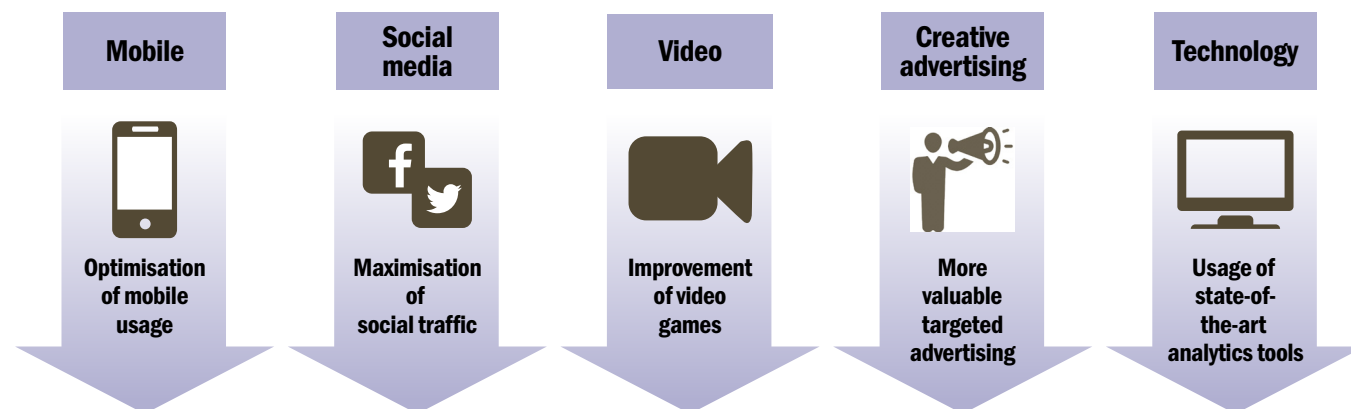 Mobile
Optimisation
of mobile
usage
Social
media
Maximisation
of
social traffic
Video
Improvement
of video
games
Creative
advertising
More
valuable
targeted
advertising
Technology
Usage of
state-of-
the-art
analytics tools